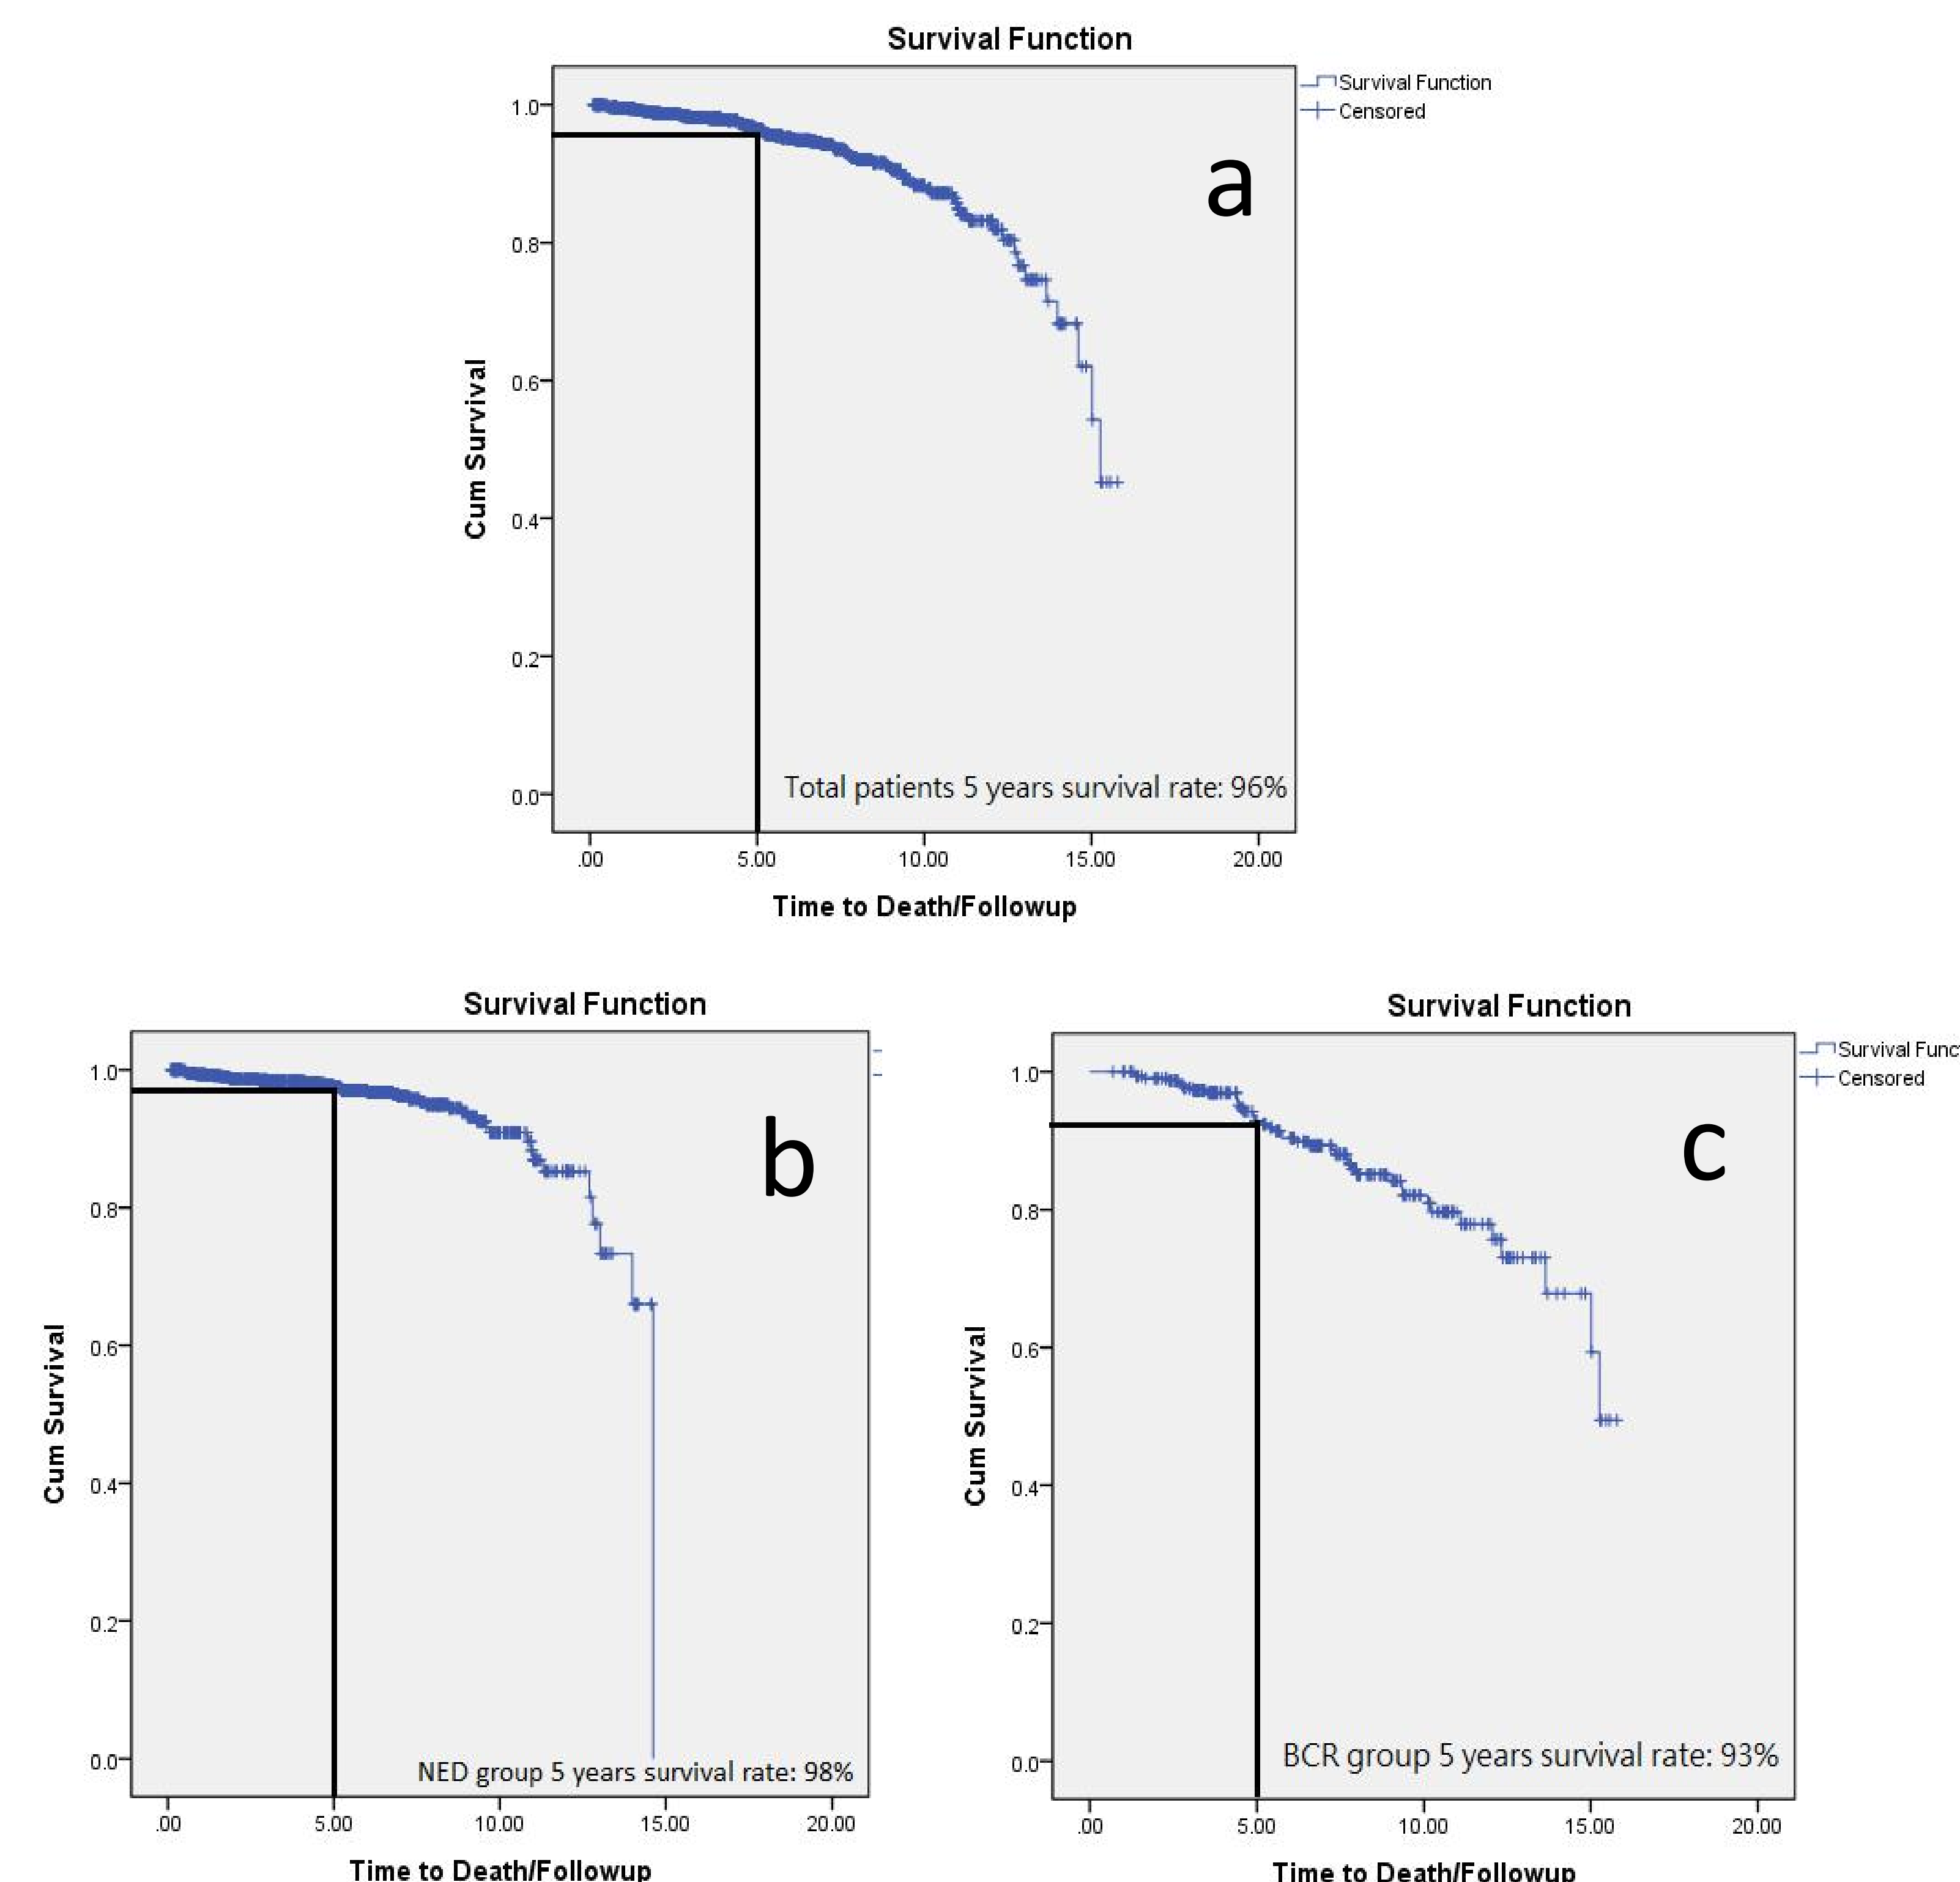 Survival Function
Survival Function
Censored
a
1.0
0.8
0.6
0.4
0.2
0.0
Cum Survival
Total patients 5 years survival rate: 96%
.00 5.00 10.00 15.00 20.00
Time to Death/Followup
Survival Function
1.0
0.8
0.6
0.4
0.2
0.0
Cum Survival
b
NED group 5 years survival rate: 98%
.00 5.00 10.00 15.00 20.00
Time to Death/Followup
Survival Function
Survival Func
Censored
c
1.0
0.8
0.6
0.4
0.2
0.0
Cum Survival
BCR group 5 years survival rate: 93%
.00 5.00 10.00 15.00 20.00
Time to Death/Followup